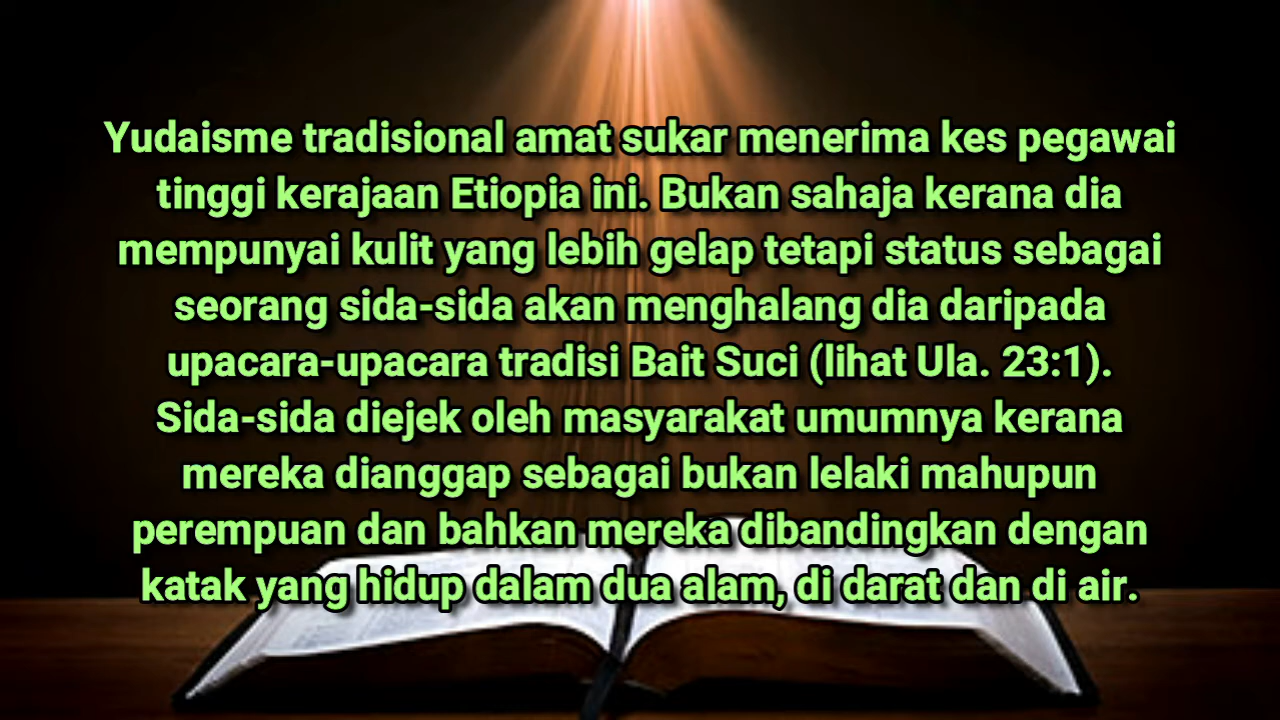 Yudaisme tradisional amat sukar menerima kes pegawai
tinggi kerajaan Etiopia ini. Bukan sahaja kerana dia
mempunyai kulit yang lebih gelap tetapi status sebagai
seorang sida-sida akan menghalang dia daripada
upacara-upacara tradisi Bait Suci (lihat Ula. 23:1).
Sida-sida diejek oleh masyarakat umumnya kerana
mereka dianggap sebagai bukan lelaki mahupun
perempuan dan bahkan mereka dibandingkan dengan
katak yang hidup dalam dua alam, di darat dan di air.